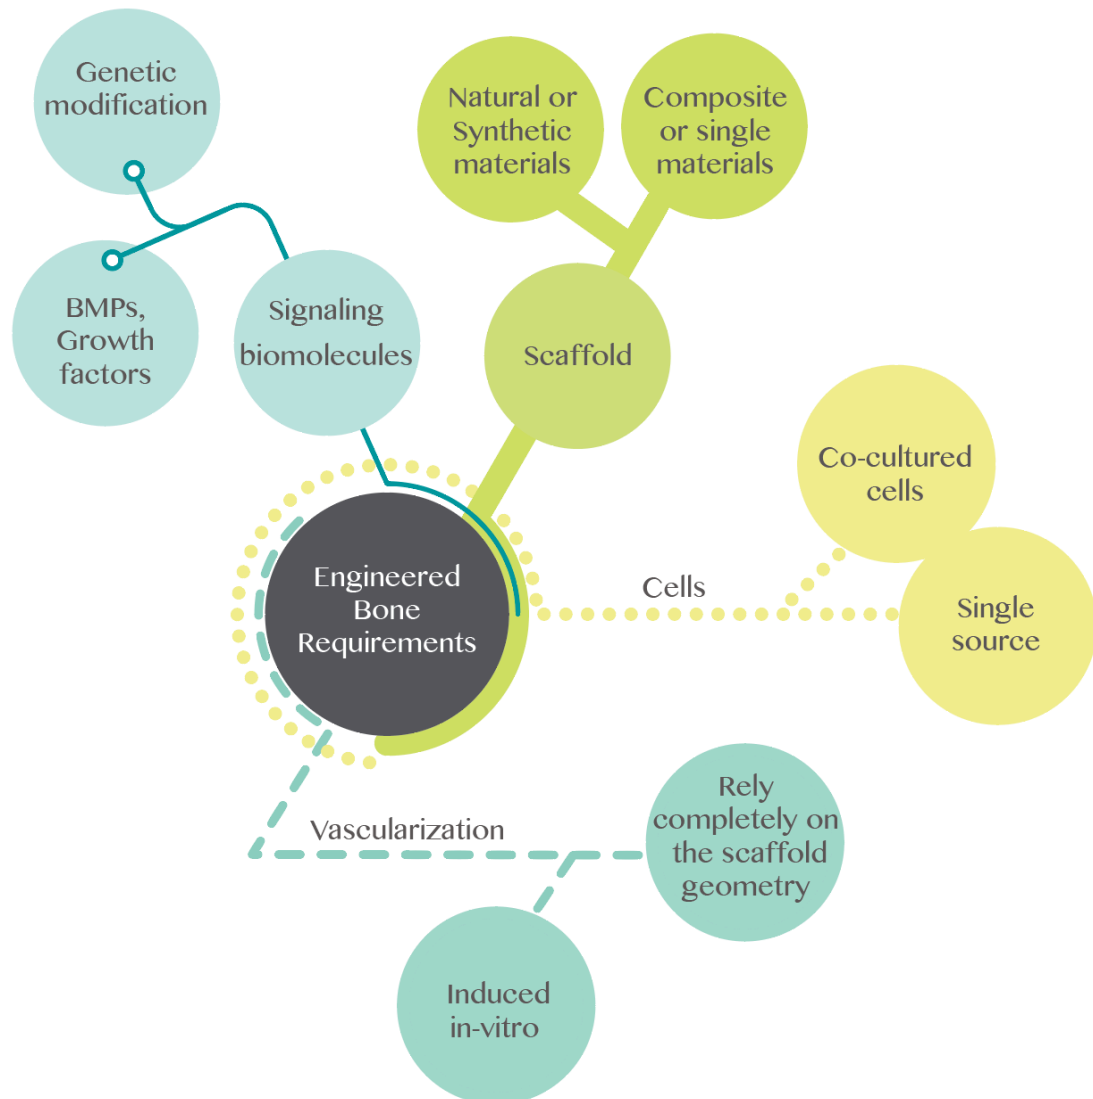 Genetic
modification
Natural or
Synthetic
materials
Composite
or single
materials
BMPs,
Growth
factors
Signaling
biomolecules
Scaffold
Co-cultured
cells
Engineered
Bone
Requirements
Cells
Single
source
Vascularization
Rely
completely on
the scaffold
geometry
Induced
in-vitro